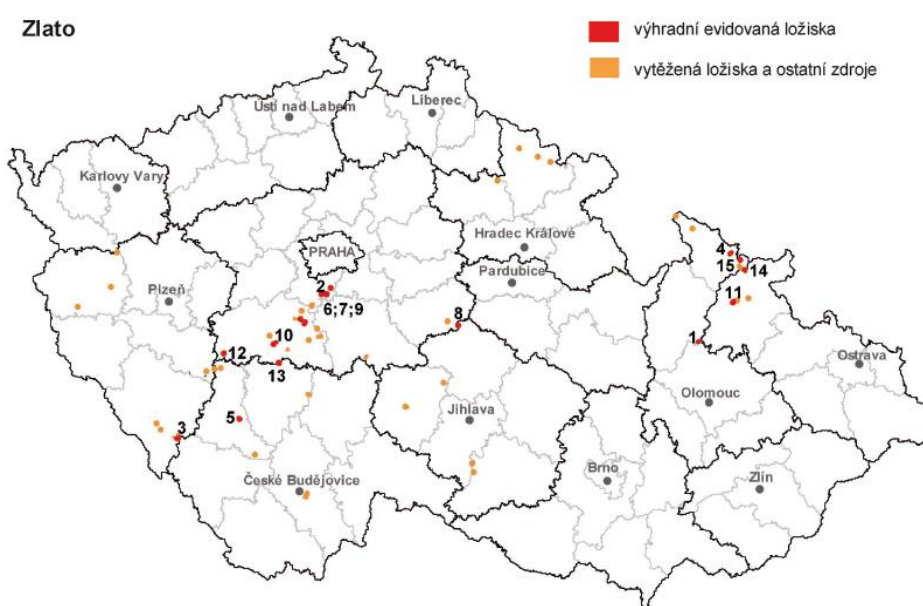 Zlato
výhradní evidovaná ložiska
vytěžená ložiska a ostatní zdroje
Ústí nad Labem
Liberec
Karlovy Vary
Hradec Králové
PRAHA
Pardubice
Plzeň
4
15
14
2
6;7;9
11
8
10
12
13
1
Ostrava
Olomouc
Jihlava
5
3
Brno
Zlín
České Budějovice